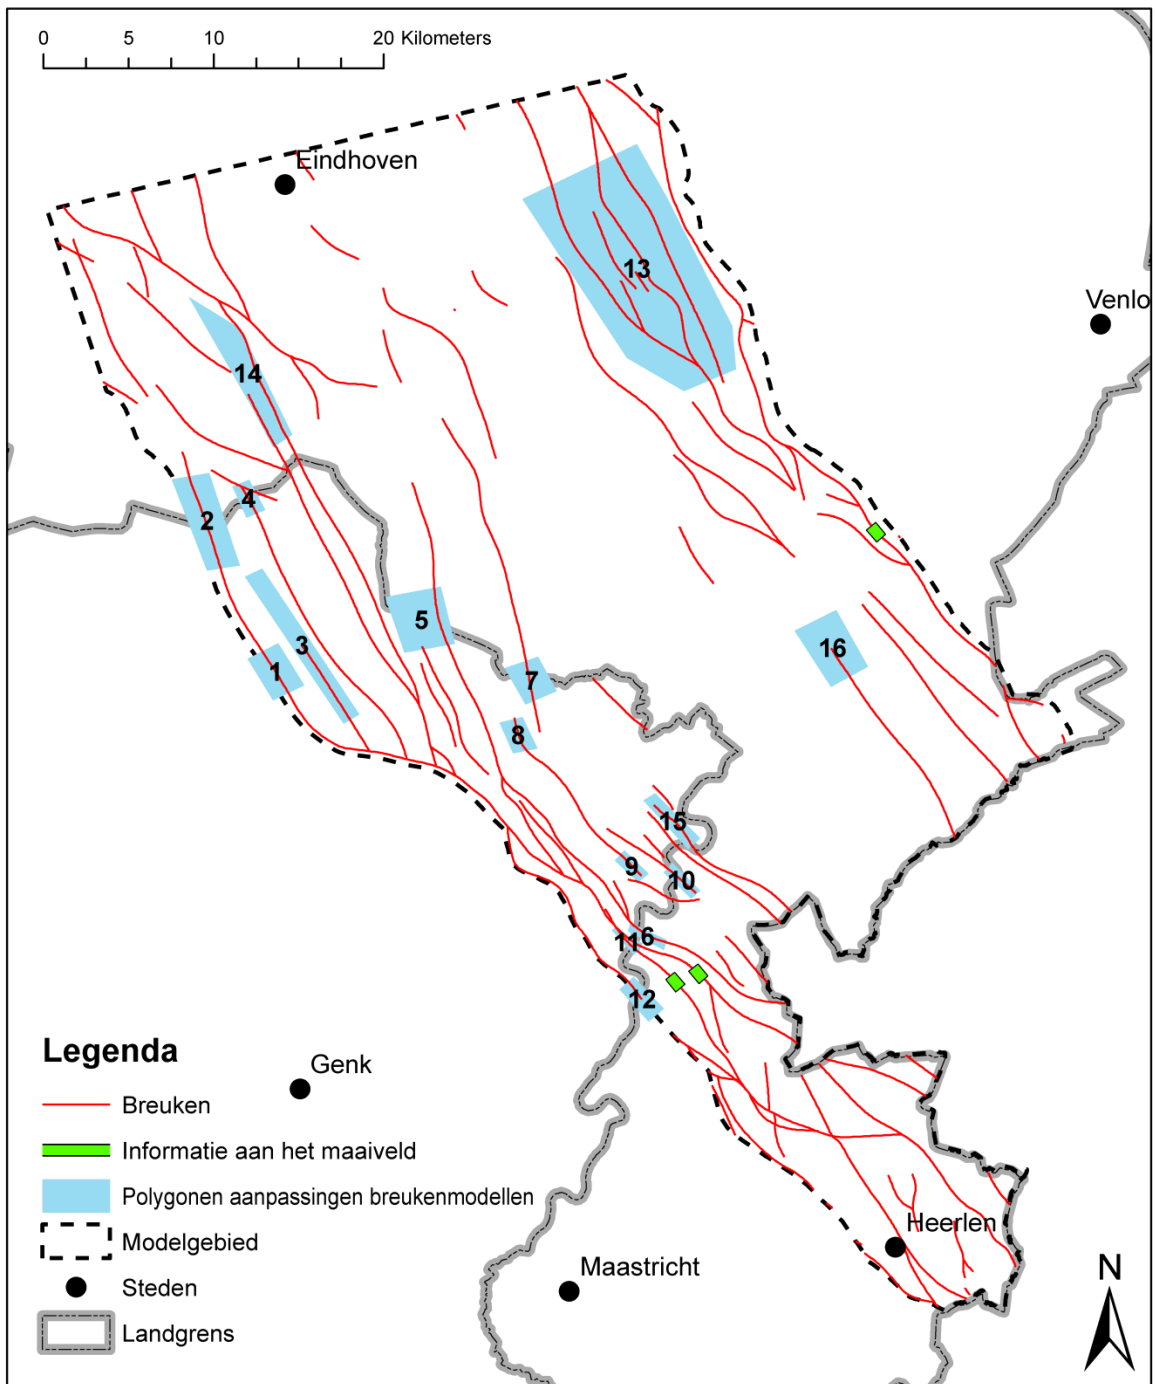 0 5 10 20 Kilometers
Eindhoven
13
Venlo
14
4
2
5
3
16
1
7
8
15
9
10
11 6
12
Legenda
Genk
Breuken
Informatie aan het maaiveld
Polygonen aanpassingen breukenmodellen
Heerlen
Modelgebied
Maastricht
N
Steden
Landgrens